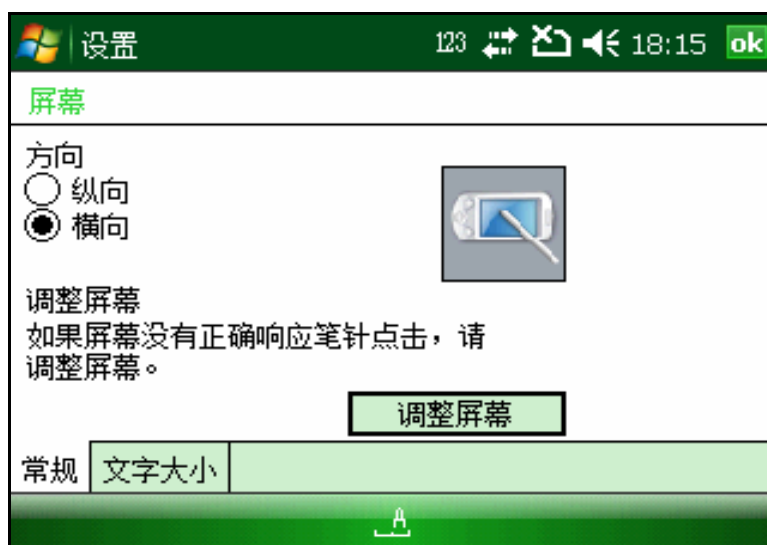 设置 123 18:15 ok
屏幕
方向
纵向
横向
调整屏幕
如果屏幕没有正确响应笔针点击，请
调整屏幕。
调整屏幕
常规 文字大小
A